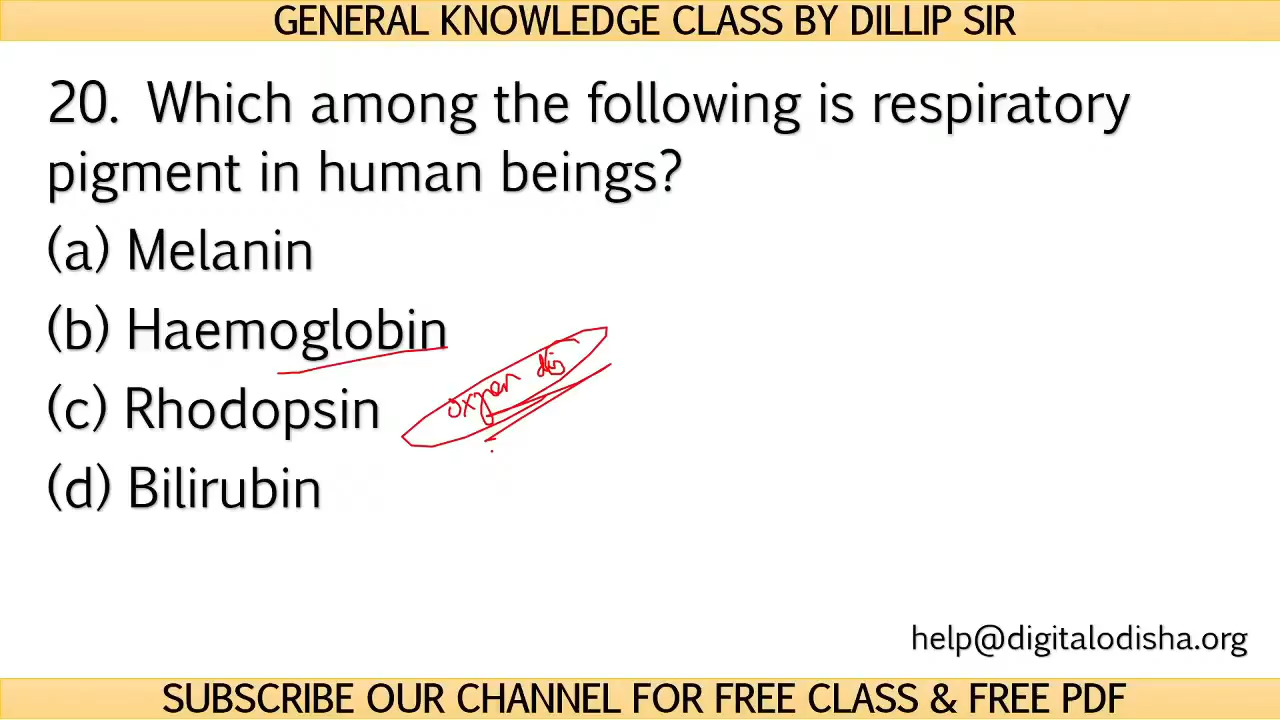 GENERAL KNOWLEDGE CLASS BY DILLIP SIR
20. Which among the following is respiratory
pigment in human beings?
(a) Melanin
(b) Haemoglobin
(c) Rhodopsin
(d) Bilirubin
help@digitalodisha.org
SUBSCRIBE OUR CHANNEL FOR FREE CLASS & FREE PDF